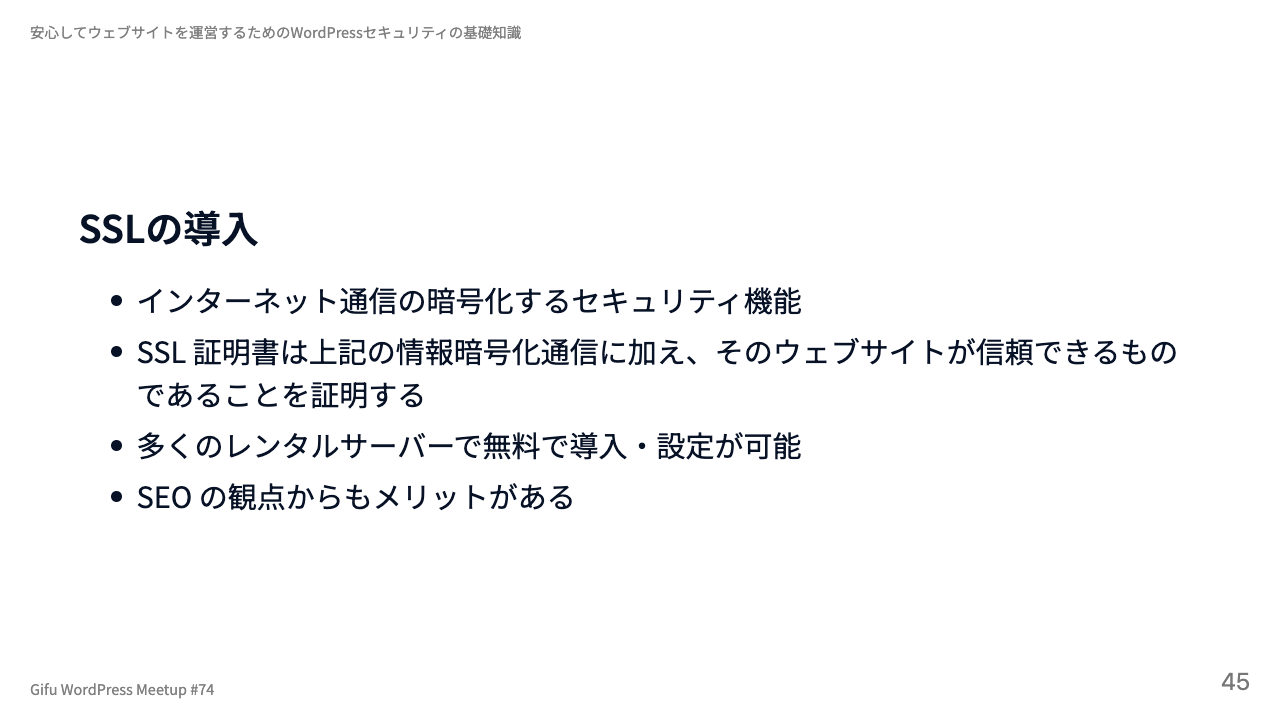 安心してウェブサイトを運営するためのWordPressセキュリティの基礎知識
SSLの導入
• インターネット通信の暗号化するセキュリティ機能
• SSL 証明書は上記の情報暗号化通信に加え、そのウェブサイトが信頼できるもの
であることを証明する
• 多くのレンタルサーバーで無料で導入・設定が可能
• SEO の観点からもメリットがある
Gifu WordPress Meetup #74
45